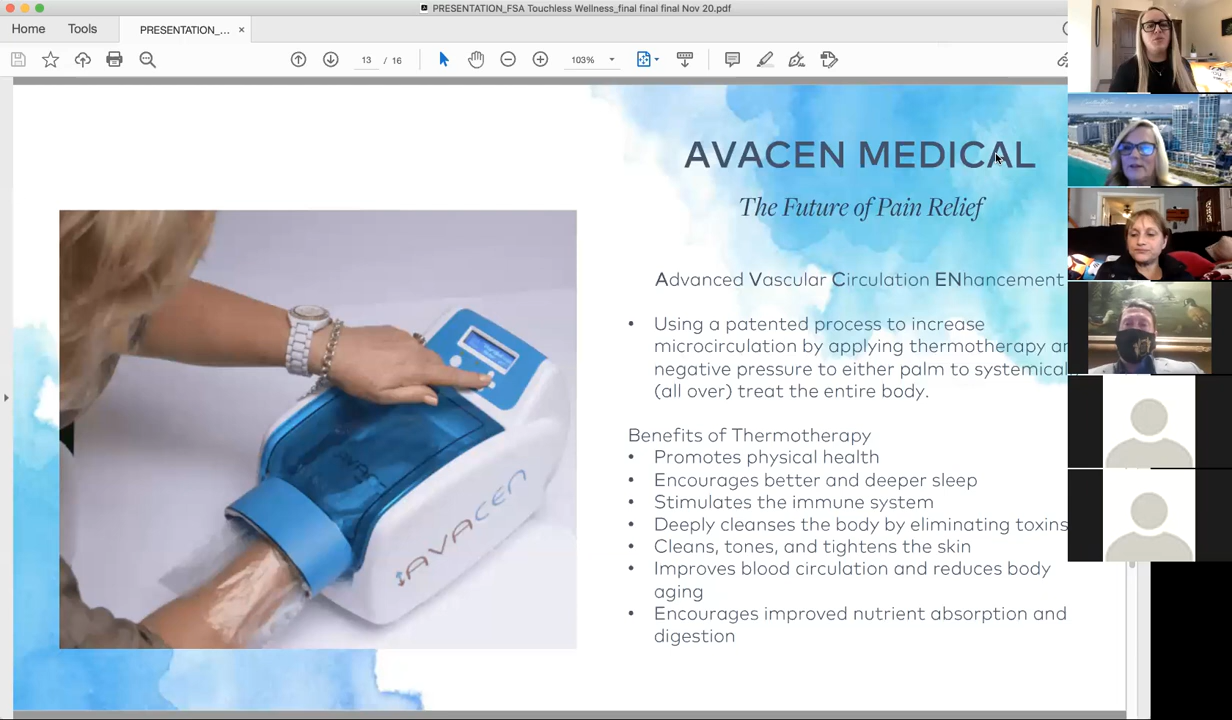 PRESENTATION_FSA Touchless Wellness_final final final Nov 20.pdf
Home
Tools
PRESENTATION_...
13 / 16
103%
AVACEN MEDICAL
The Future of Pain Relief
Advanced Vascular Circulation ENhancement
• Using a patented process to increase
microcirculation by applying thermotherapy
negative pressure to either palm to
(all over) treat the entire body.
Benefits of Thermotherapy
• Promotes physical health
• Encourages better and deeper sleep
• Stimulates the immune system
• Deeply cleanses the body by eliminating toxins
• Cleans, tones, and tightens the skin
• Improves blood circulation and reduces body
aging
• Encourages improved nutrient absorption and
digestion
AVACEN